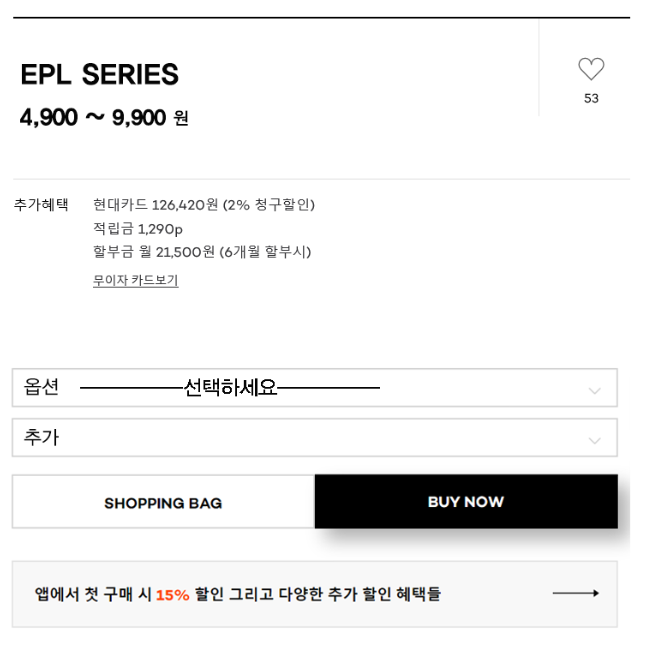 EPL SERIES
4,900 ~ 9,900 원
53
추가혜택 현대카드 126,420원 (2% 청구할인)
적립금 1,290p
할부금 월 21,500원 (6개월 할부시)
무이자 카드보기
옵션 ――――――선택하세요――――――
추가
SHOPPING BAG BUY NOW
앱에서 첫 구매 시 15% 할인 그리고 다양한 추가 할인 혜택들